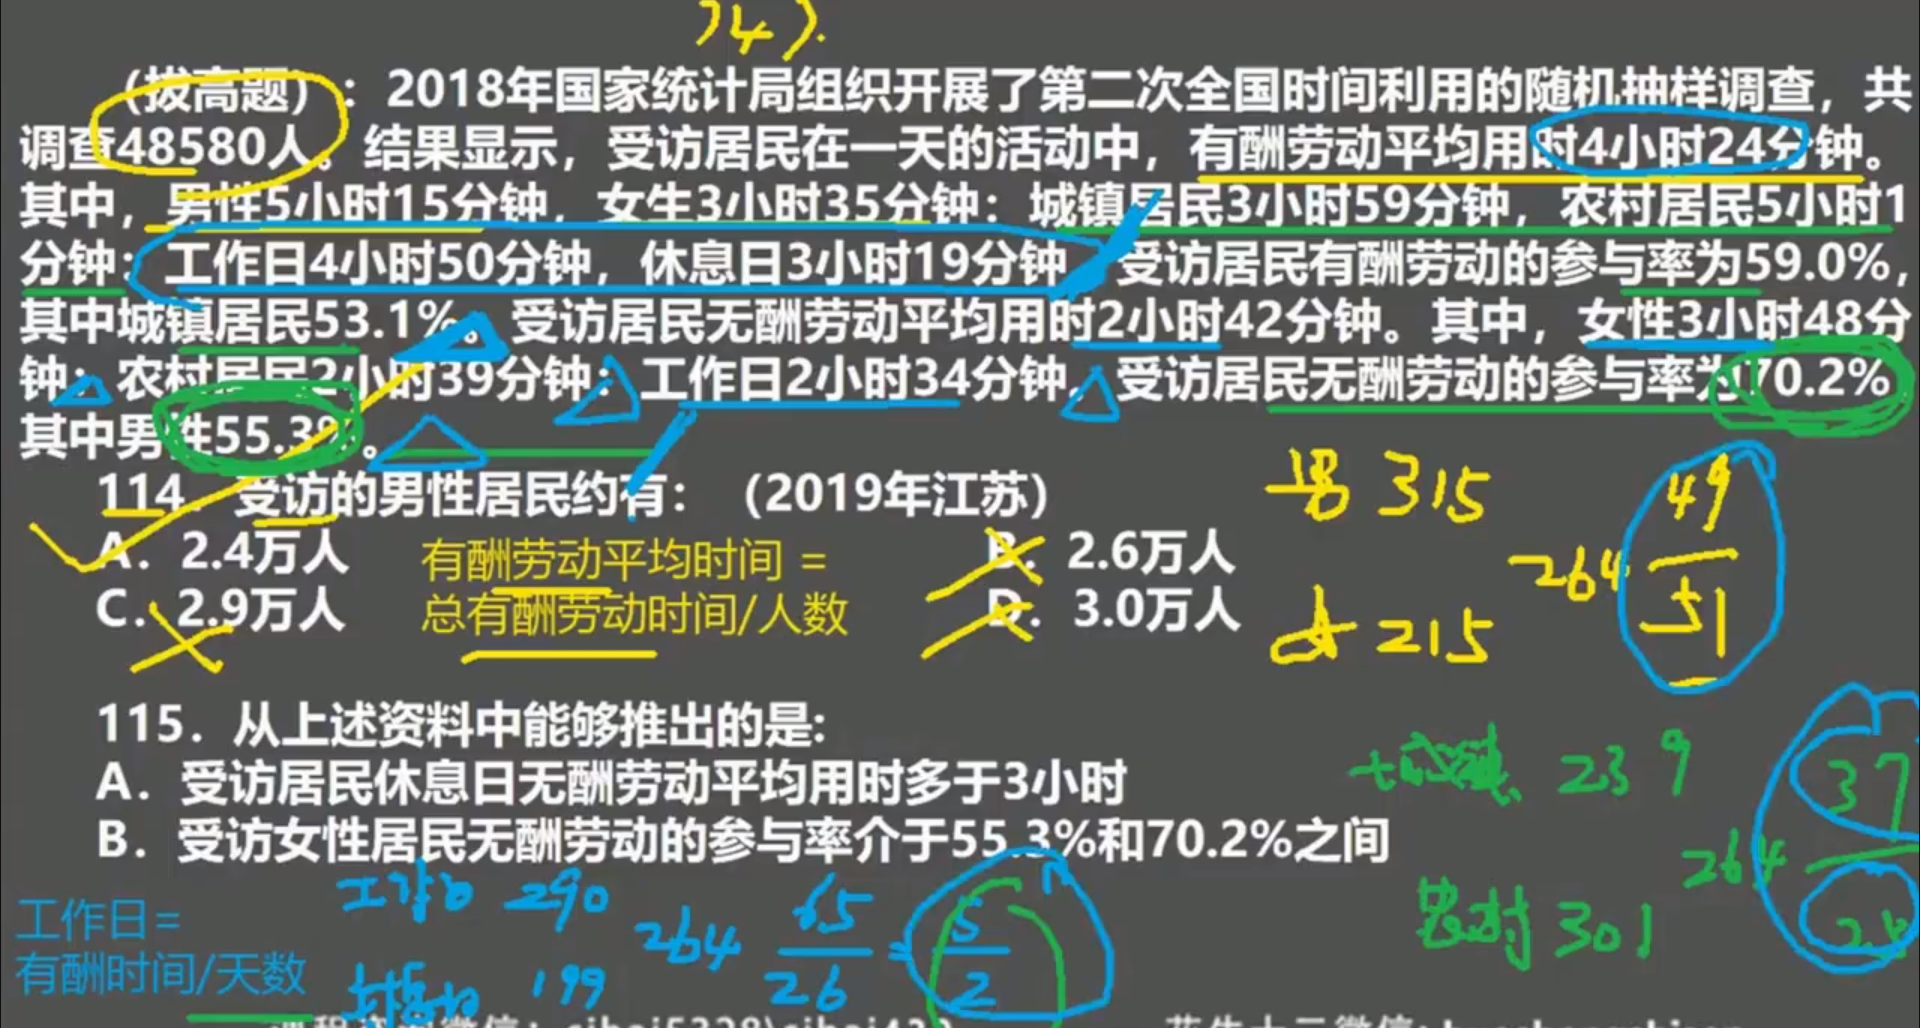 74).
（拔高题）：2018年国家统计局组织开展了第二次全国时间利用的随机抽样调查，共
调查48580人。结果显示，受访居民在一天的活动中，有酬劳动平均用时4小时24分钟。
其中，男性5小时15分钟，女生3小时35分钟；城镇居民3小时59分钟，农村居民5小时1
分钟；工作日4小时50分钟，休息日3小时19分钟。受访居民有酬劳动的参与率为59.0%，
其中城镇居民53.1%。受访居民无酬劳动平均用时2小时42分钟。其中，女性3小时48分
钟；农村居民2小时39分钟；工作日2小时34分钟。受访居民无酬劳动的参与率为70.2%
其中男性55.3%。
114．受访的男性居民约有：（2019年江苏）
A．2.4万人
B．2.6万人
C．2.9万人
D．3.0万人
有酬劳动平均时间 =
总有酬劳动时间/人数
男 315
49
264
女 215
51
115．从上述资料中能够推出的是:
A．受访居民休息日无酬劳动平均用时多于3小时
B．受访女性居民无酬劳动的参与率介于55.3%和70.2%之间
城镇 239
37
264
农村 301
工作日=
有酬时间/天数
工作日 290
264
65
26
=
5
2
199